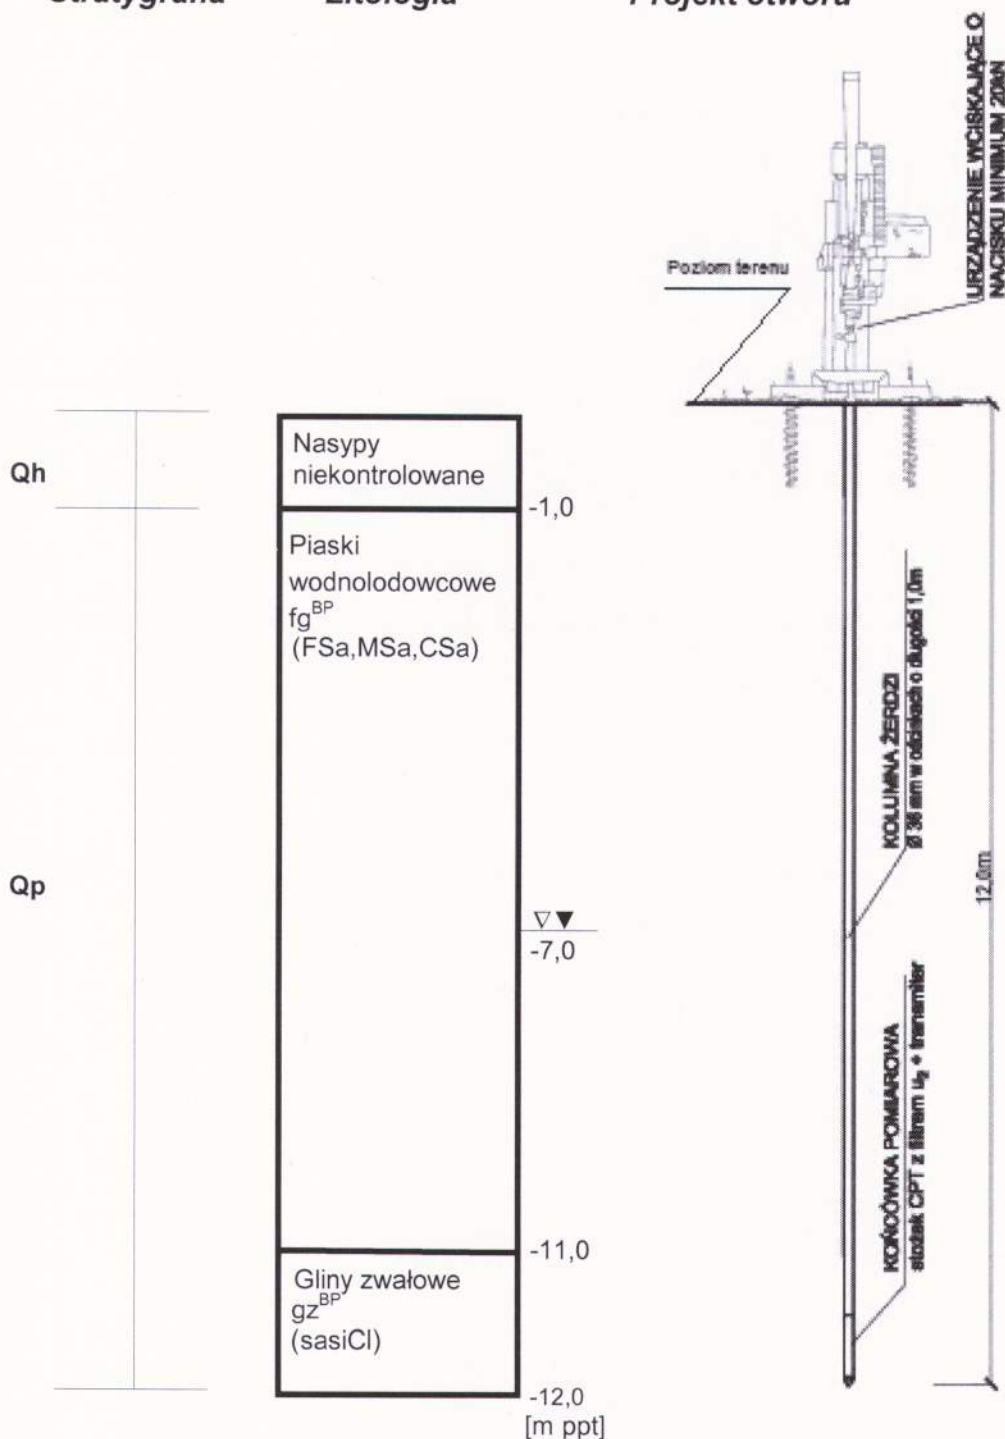 Stratygrafia
Litologia
Projekt otworu
URZĄDZENIE WCISKAJĄCE O
NACISKU MINIMUM 20kN
Poziom terenu
Qh
Nasypy
niekontrolowane
-1,0
Piaski
wodnolodowcowe
fg^BP
(FSa,MSa,CSa)
KOLUMNA ŻERDZI
Ø 36 mm w odcinkach o długości 1,0m
Qp
12,0m
-7,0
KOŃCÓWKA POMIAROWA
stożek CPT z filtrem u₂ + transmiter
-11,0
Gliny zwałowe
gz^BP
(sasiCl)
-12,0
[m ppt]